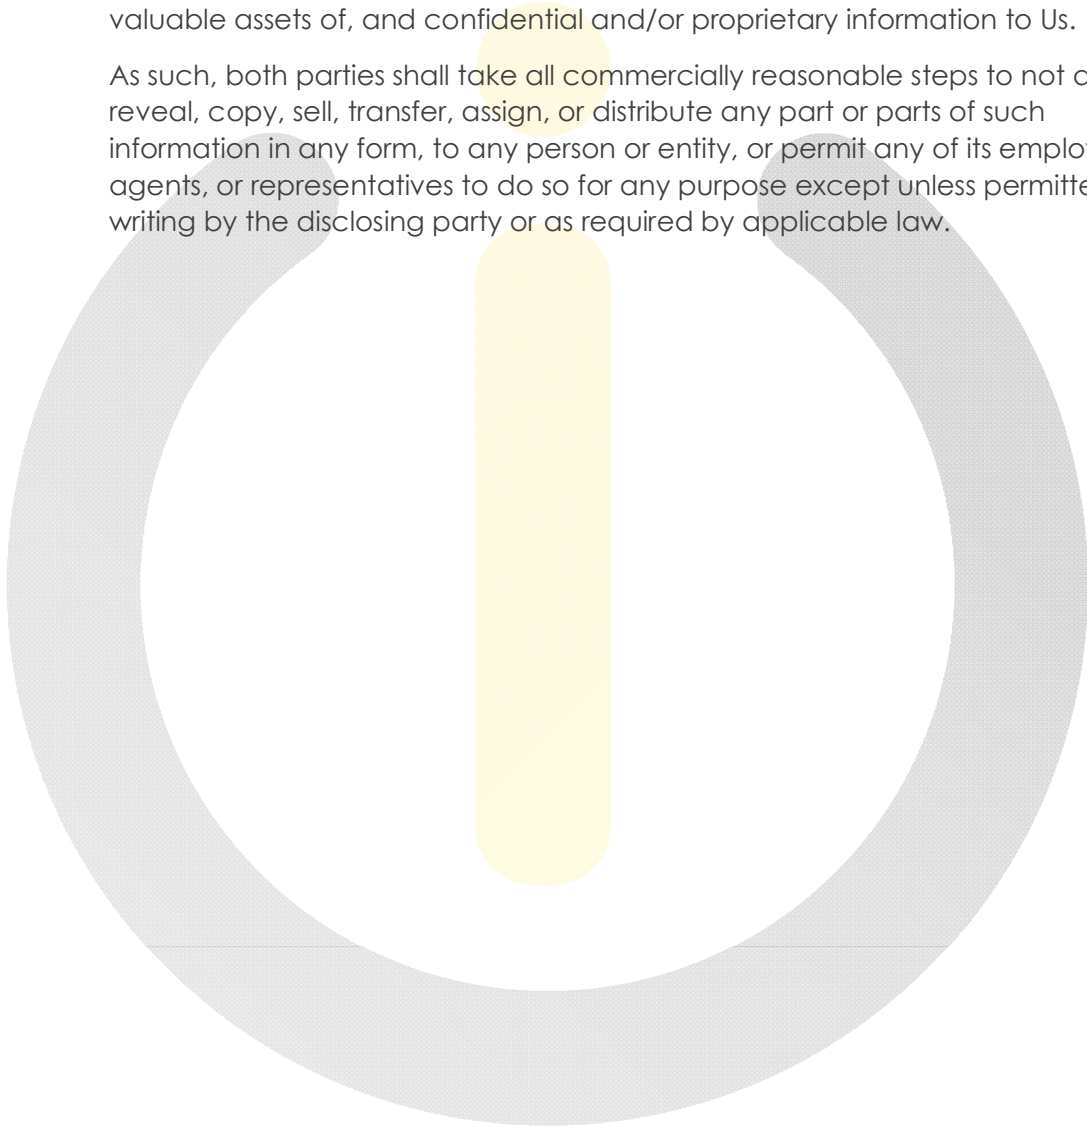 valuable assets of, and confidential and/or proprietary information to Us.
As such, both parties shall take all commercially reasonable steps to not
reveal, copy, sell, transfer, assign, or distribute any part or parts of such
information in any form, to any person or entity, or permit any of its
agents, or representatives to do so for any purpose except unless
writing by the disclosing party or as required by applicable law.